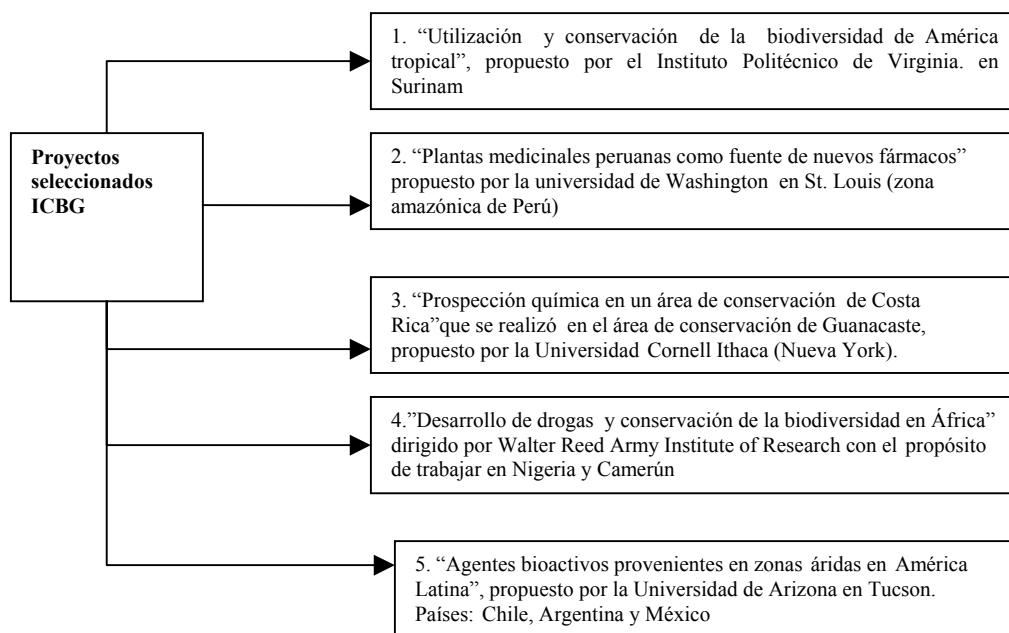 1. “Utilización y conservación de la biodiversidad de América
tropical”, propuesto por el Instituto Politécnico de Virginia. en
Surinam
Proyectos
seleccionados
ICBG
2. “Plantas medicinales peruanas como fuente de nuevos fármacos”
propuesto por la universidad de Washington en St. Louis (zona
amazónica de Perú)
3. “Prospección química en un área de conservación de Costa
Rica”que se realizó en el área de conservación de Guanacaste,
propuesto por la Universidad Cornell Ithaca (Nueva York).
4.”Desarrollo de drogas y conservación de la biodiversidad en África”
dirigido por Walter Reed Army Institute of Research con el propósito
de trabajar en Nigeria y Camerún
5. “Agentes bioactivos provenientes en zonas áridas en América
Latina”, propuesto por la Universidad de Arizona en Tucson.
Países: Chile, Argentina y México